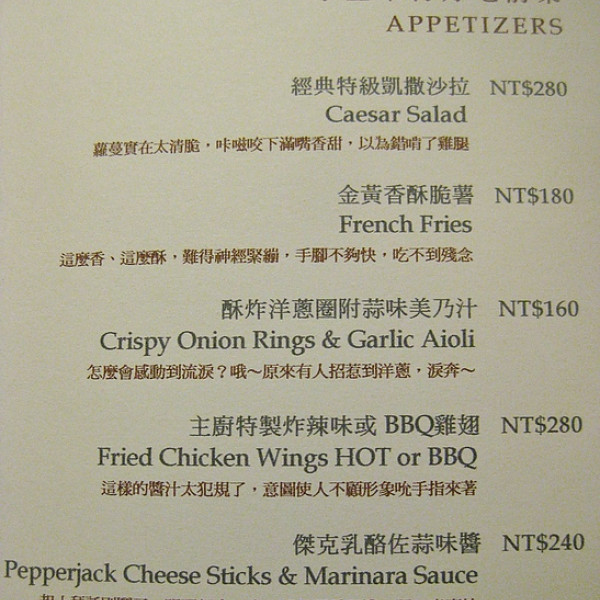 APPETIZERS
經典特級凱撒沙拉 NT$280
Caesar Salad
蘿蔓實在太清脆，咔嗞咬下滿嘴香甜，以為錯啃了雞腿
金黃香酥脆薯 NT$180
French Fries
這麼香、這麼酥，難得神經緊繃，手腳不夠快，吃不到殘念
酥炸洋蔥圈附蒜味美乃汁 NT$160
Crispy Onion Rings & Garlic Aioli
怎麼會感動到流淚？哦～原來有人招惹到洋蔥，淚奔～
主廚特製炸辣味或 BBQ雞翅 NT$280
Fried Chicken Wings HOT or BBQ
這樣的醬汁太犯規了，意圖使人不顧形象吮手指來著
傑克乳酪佐蒜味醬 NT$240
Pepperjack Cheese Sticks & Marinara Sauce